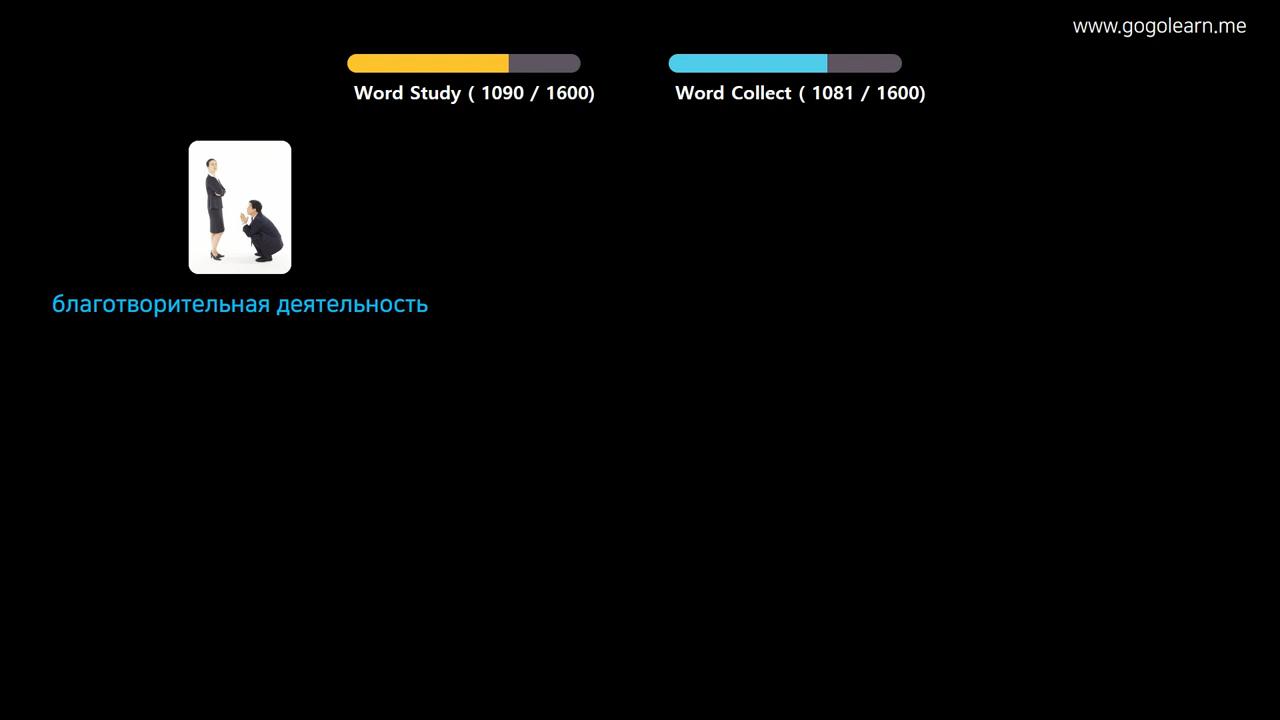 www.gogolearn.me
Word Study ( 1090 / 1600)
Word Collect ( 1081 / 1600)
благотворительная деятельность